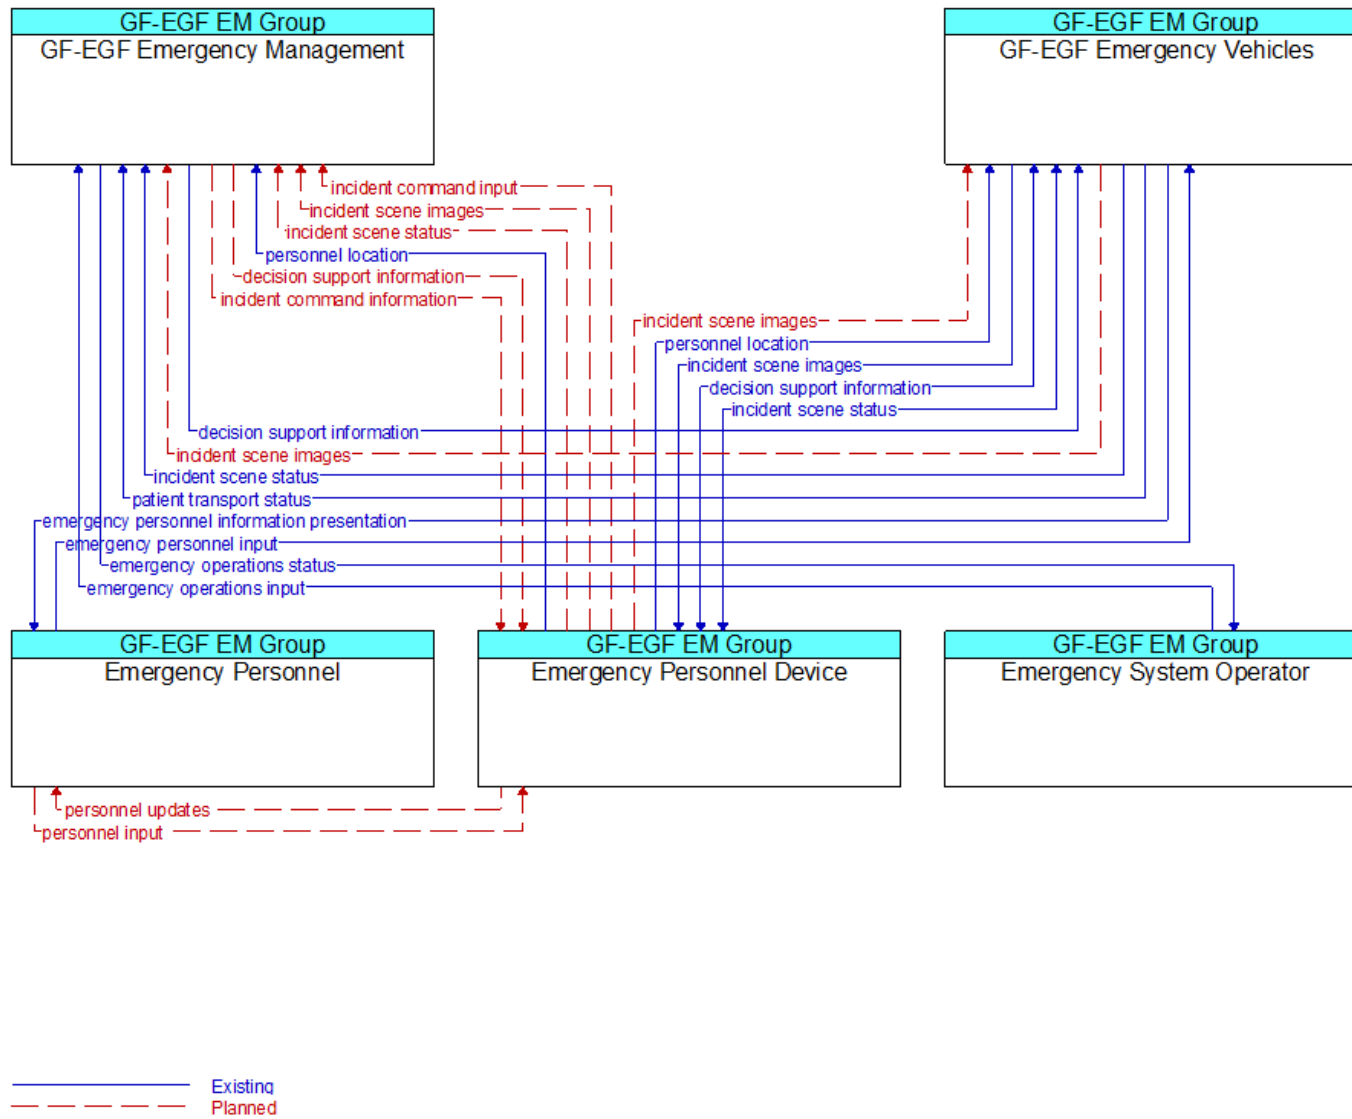 GF-EGF EM Group
GF-EGF Emergency Management
GF-EGF EM Group
GF-EGF Emergency Vehicles
incident command input
incident scene images
incident scene status
personnel location
decision support information
incident command information
incident scene images
personnel location
incident scene images
decision support information
incident scene status
decision support information
incident scene images
incident scene status
patient transport status
emergency personnel information presentation
emergency personnel input
emergency operations status
emergency operations input
GF-EGF EM Group
Emergency Personnel
GF-EGF EM Group
Emergency Personnel Device
GF-EGF EM Group
Emergency System Operator
personnel updates
personnel input
Existing
Planned